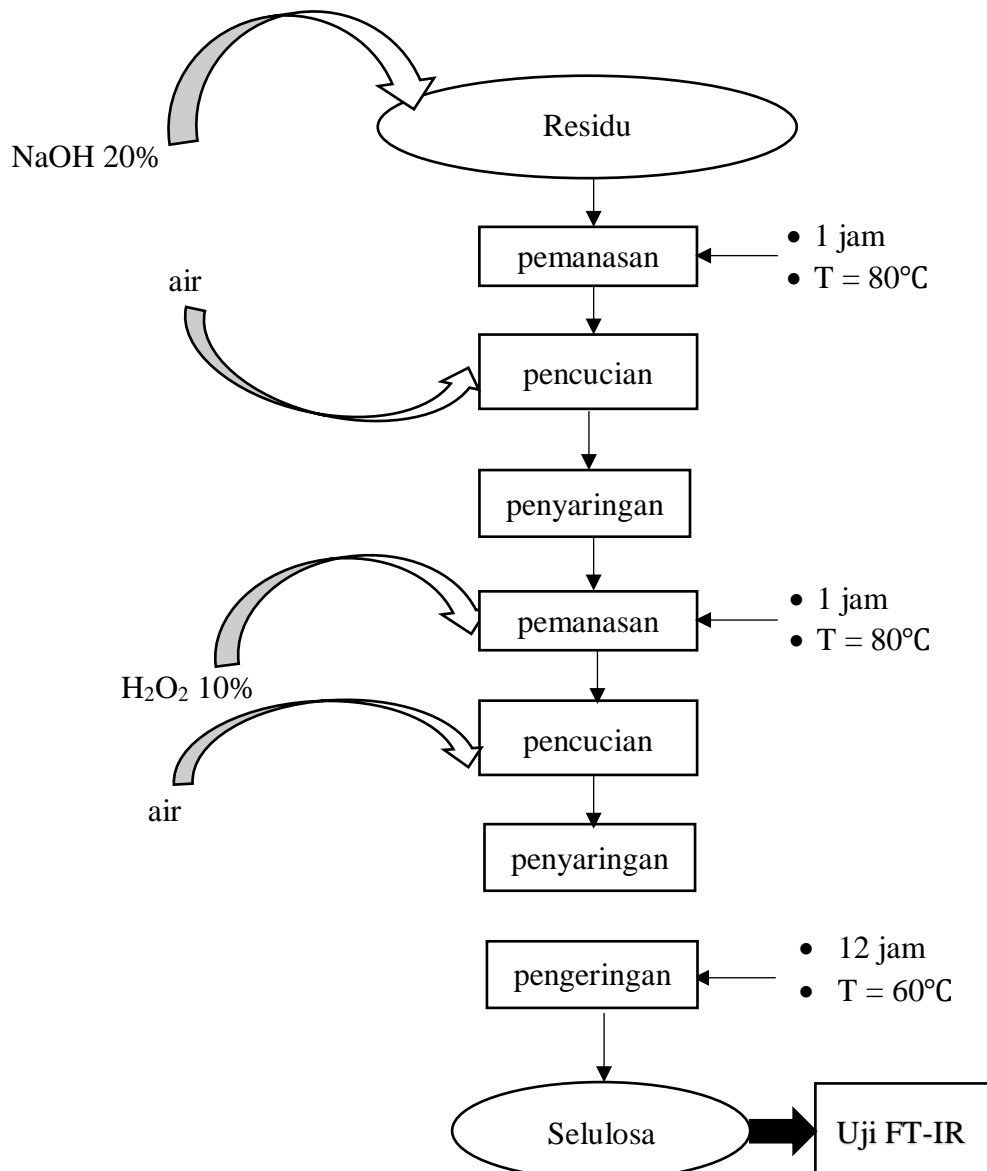 Residu
NaOH 20%
pemanasan
• 1 jam
• T = 80℃
air
pencucian
penyaringan
pemanasan
• 1 jam
• T = 80℃
H₂O₂ 10%
pencucian
air
penyaringan
pengeringan
• 12 jam
• T = 60℃
Selulosa
Uji FT-IR